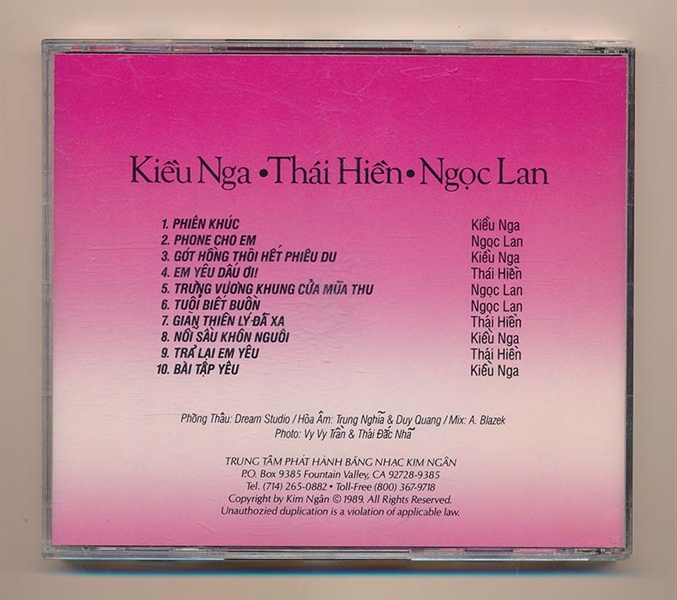 Kiều Nga • Thái Hiền • Ngọc Lan
1. PHIÊN KHÚC Kiều Nga
2. PHONE CHO EM Ngọc Lan
3. GÓT HỒNG THÔI HẾT PHIÊU DU Kiều Nga
4. EM YÊU DẤU ƠI! Thái Hiền
5. TRƯNG VƯƠNG KHUNG CỬA MÙA THU Ngọc Lan
6. TUỔI BIẾT BUỒN Ngọc Lan
7. GIÀN THIÊN LÝ ĐÃ XA Thái Hiền
8. NỖI SẦU KHÔN NGUÔI Kiều Nga
9. TRẢ LẠI EM YÊU Thái Hiền
10. BÀI TẬP YÊU Kiều Nga
Phòng Thâu: Dream Studio / Hòa Âm: Trung Nghĩa & Duy Quang / Mix: A. Blazek
Photo: Vy Vy Trần & Thái Đắc Nhã
TRUNG TÂM PHÁT HÀNH BĂNG NHẠC KIM NGÂN
P.O. Box 9385 Fountain Valley, CA 92728-9385
Tel. (714) 265-0882 • Toll-Free (800) 367-9718
Copyright by Kim Ngân © 1989. All Rights Reserved.
Unauthozied duplication is a violation of applicable law.